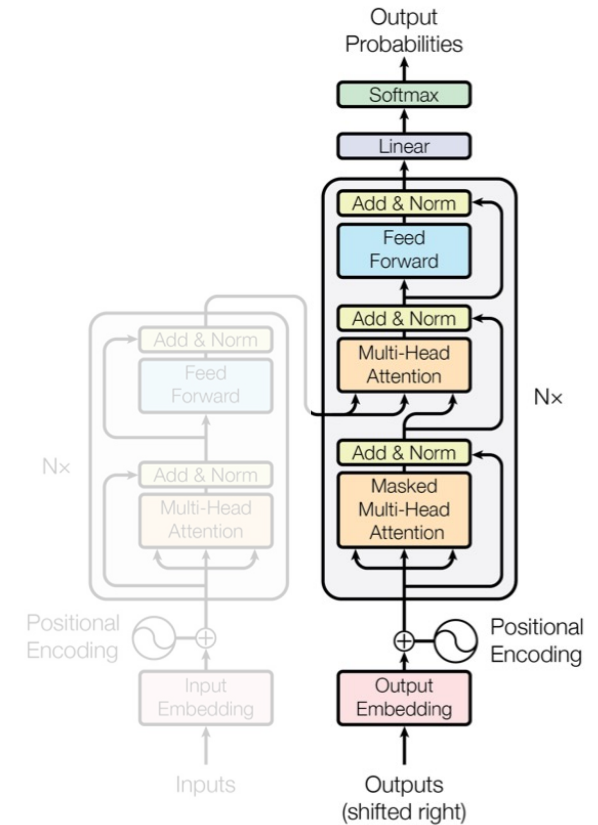 Output
Probabilities
Softmax
Linear
Add & Norm
Feed
Forward
Add & Norm
Multi-Head
Attention
Nx
Add & Norm
Masked
Multi-Head
Attention
Positional
Encoding
Output
Embedding
Outputs
(shifted right)
Add & Norm
Feed
Forward
Nx
Add & Norm
Multi-Head
Attention
Positional
Encoding
Input
Embedding
Inputs